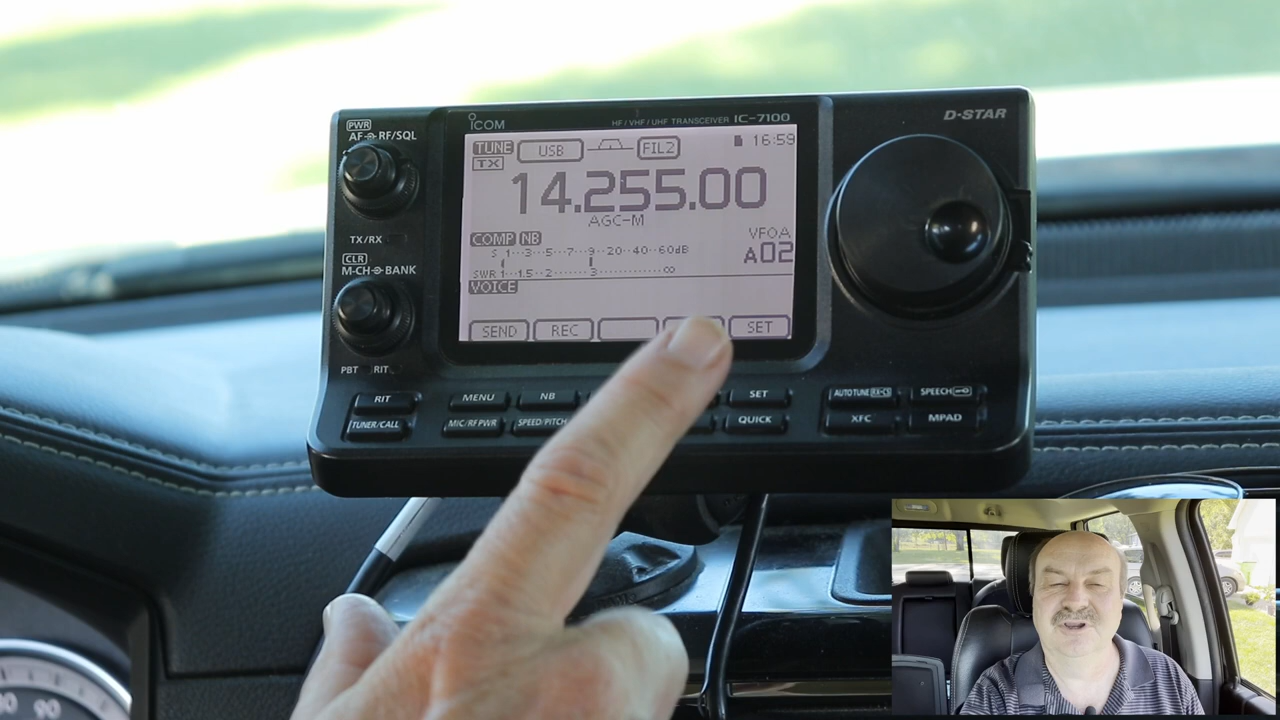 PWR
AF RF/SQL
ICOM
HF/VHF/UHF TRANSCEIVER IC-7100
D-STAR
TUNE
USB
FIL2
16:59
TX
14.255.00
AGC-M
TX/RX
COMP NB
VFOA
A02
S 1··3··5··7··9··20··40··60dB
SWR 1··1.5··2····3·······∞
CLR
M-CH BANK
VOICE
SEND REC SET
PBT RIT
RIT MENU NB SET
AUTO TUNE RX-CS SPEECH
TUNER/CALL MIC/RF PWR SPEED/PITCH QUICK XFC MPAD
90